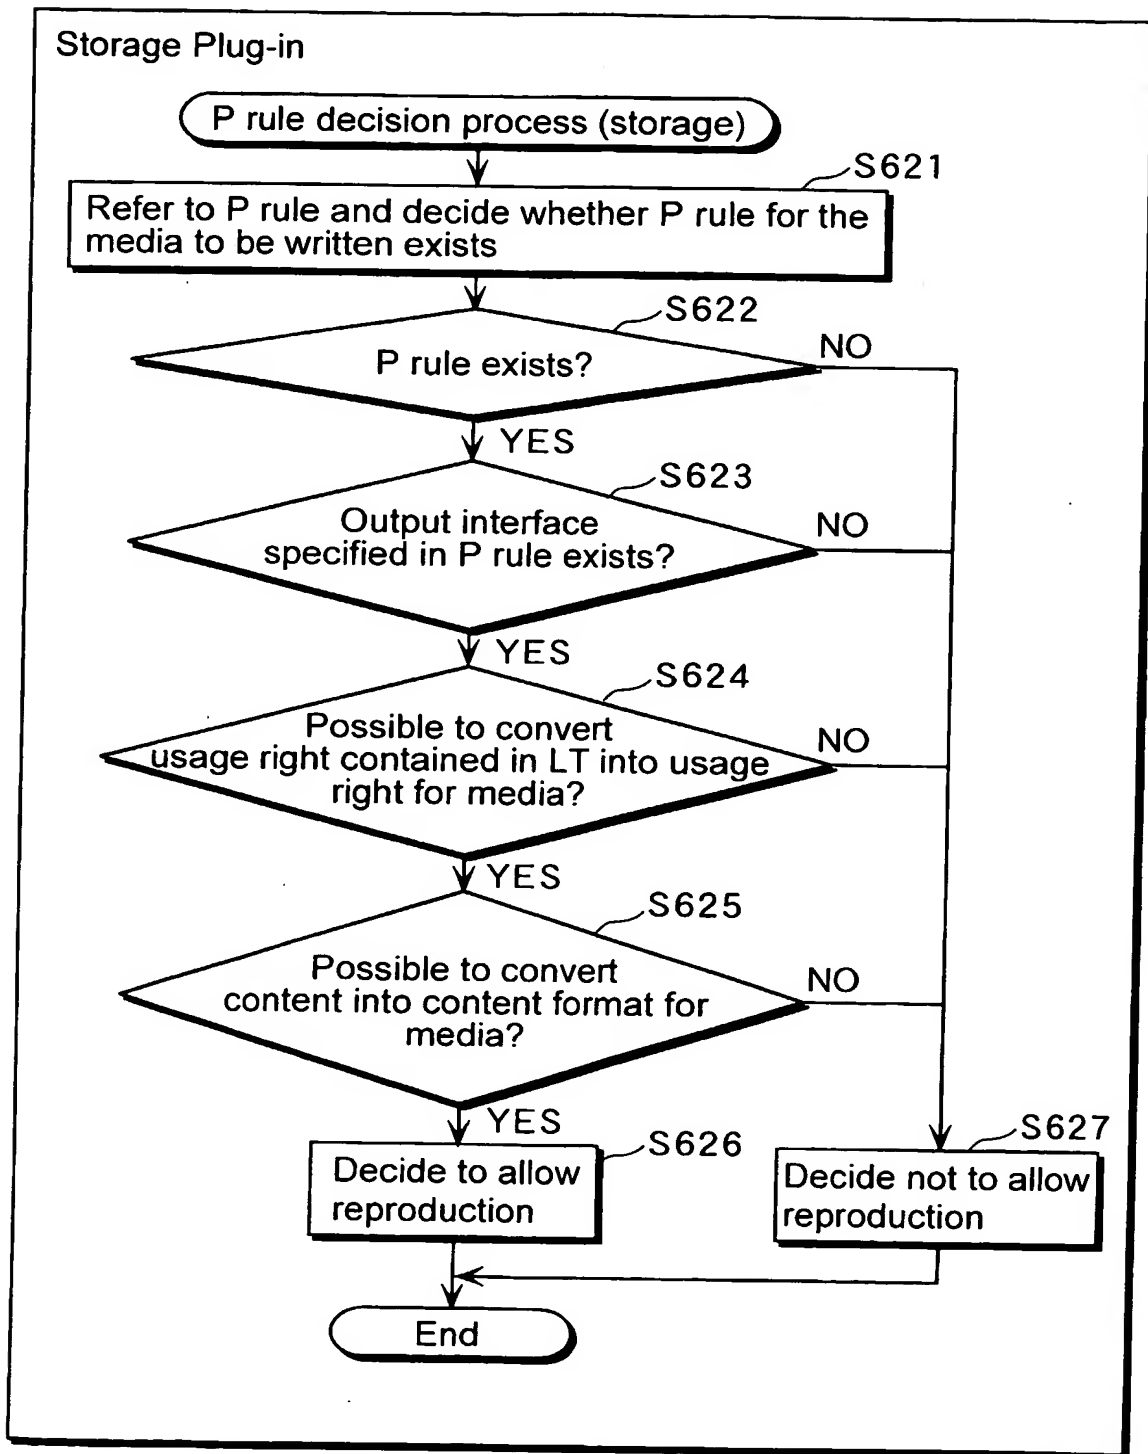 Storage Plug-in
P rule decision process (storage)
S621
Refer to P rule and decide whether P rule for the
media to be written exists
S622
P rule exists?
NO
YES
S623
Output interface
specified in P rule exists?
NO
YES
S624
Possible to convert
usage right contained in LT into usage
right for media?
NO
YES
S625
Possible to convert
content into content format for
media?
NO
YES
S626
Decide to allow
reproduction
S627
Decide not to allow
reproduction
End